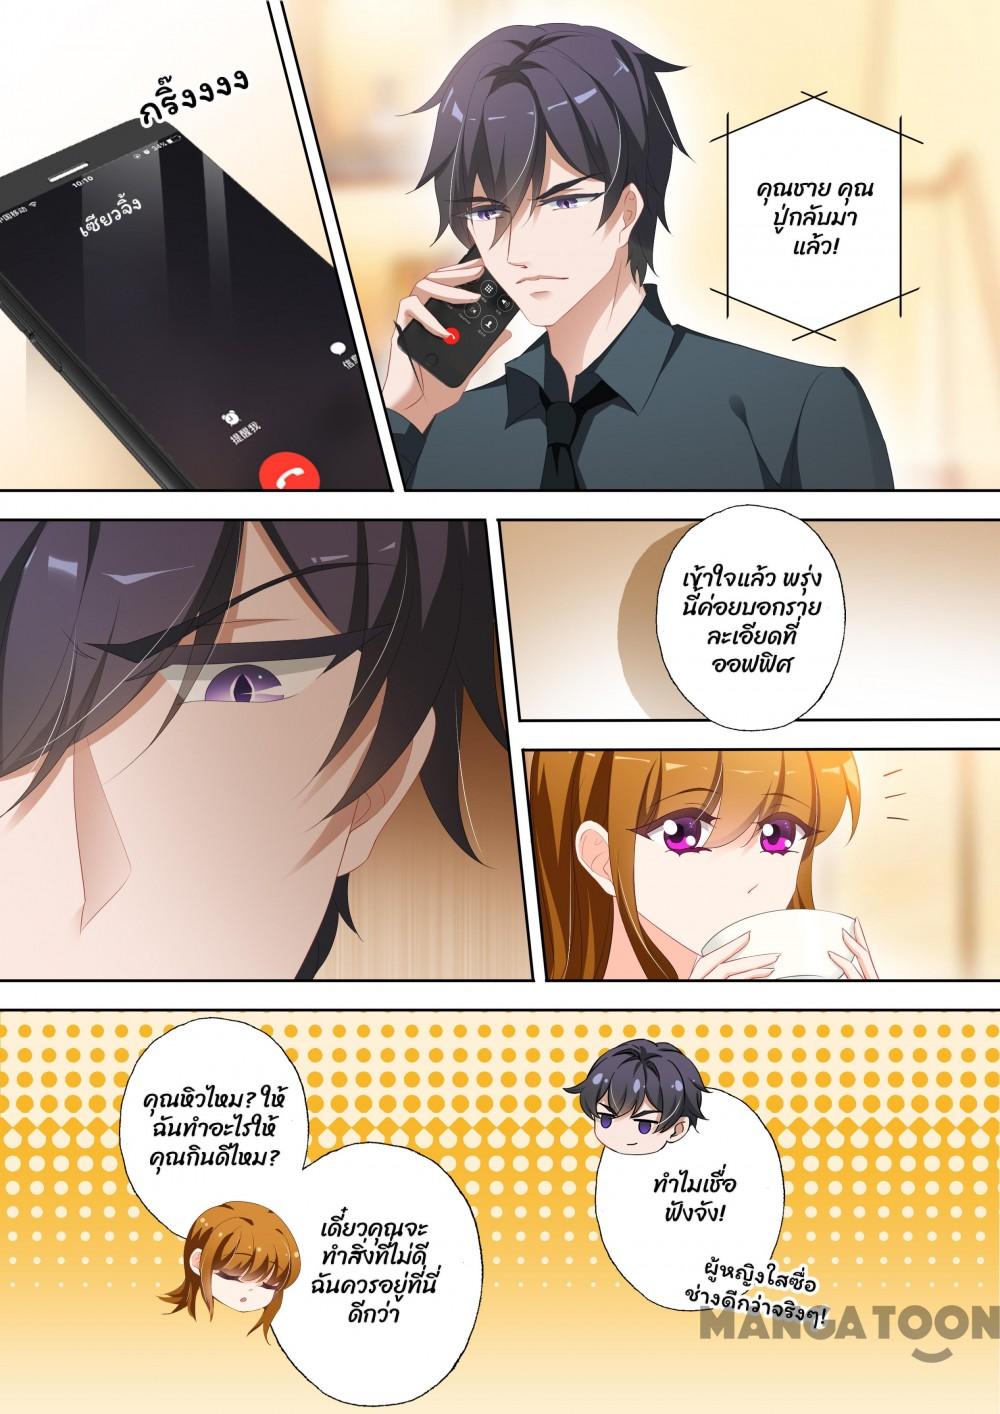 กริ๊งงงง
中国移动
10:10
34%
เซียวจิ้ง
信息
提醒我
คุณชาย คุณ
ปู่กลับมา
แล้ว!
เข้าใจแล้ว พรุ่ง
นี้ค่อยบอกราย
ละเอียดที่
ออฟฟิศ
คุณหิวไหม? ให้
ฉันทำอะไรให้
คุณกินดีไหม?
เดี๋ยวคุณจะ
ทำสิ่งที่ไม่ดี
ฉันควรอยู่ที่นี่
ดีกว่า
ทำไมเชื่อ
ฟังจัง!
ผู้หญิงใสซื่อ
ช่างดีกว่าจริงๆ!
MANGATOON